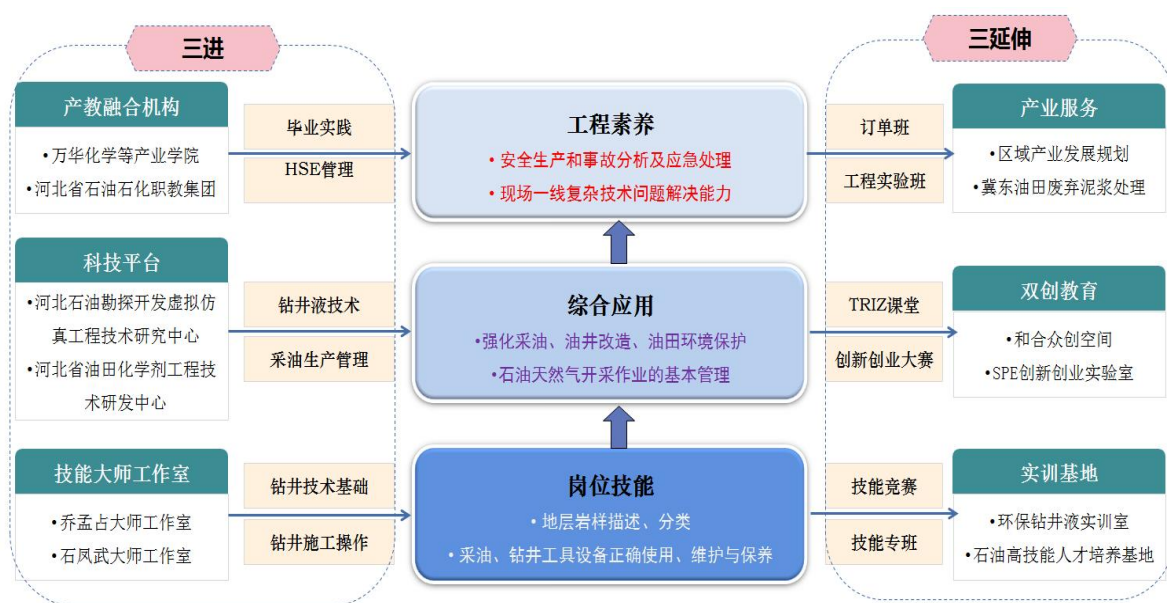 三进
三延伸
产教融合机构
•万华化学等产业学院
•河北省石油石化职教集团
毕业实践
HSE管理
工程素养
•安全生产和事故分析及应急处理
•现场一线复杂技术问题解决能力
订单班
工程实验班
产业服务
•区域产业发展规划
•冀东油田废弃泥浆处理
科技平台
•河北石油勘探开发虚拟仿
真工程技术研究中心
•河北省油田化学剂工程技
术研发中心
钻井液技术
采油生产管理
综合应用
•强化采油、油井改造、油田环境保护
•石油天然气开采作业的基本管理
TRIZ课堂
创新创业大赛
双创教育
•和合众创空间
•SPE创新创业实验室
技能大师工作室
•乔孟占大师工作室
•石凤武大师工作室
钻井技术基础
钻井施工操作
岗位技能
•地层岩样描述、分类
•采油、钻井工具设备正确使用、维护与保养
技能竞赛
技能专班
实训基地
•环保钻井液实训室
•石油高技能人才培养基地